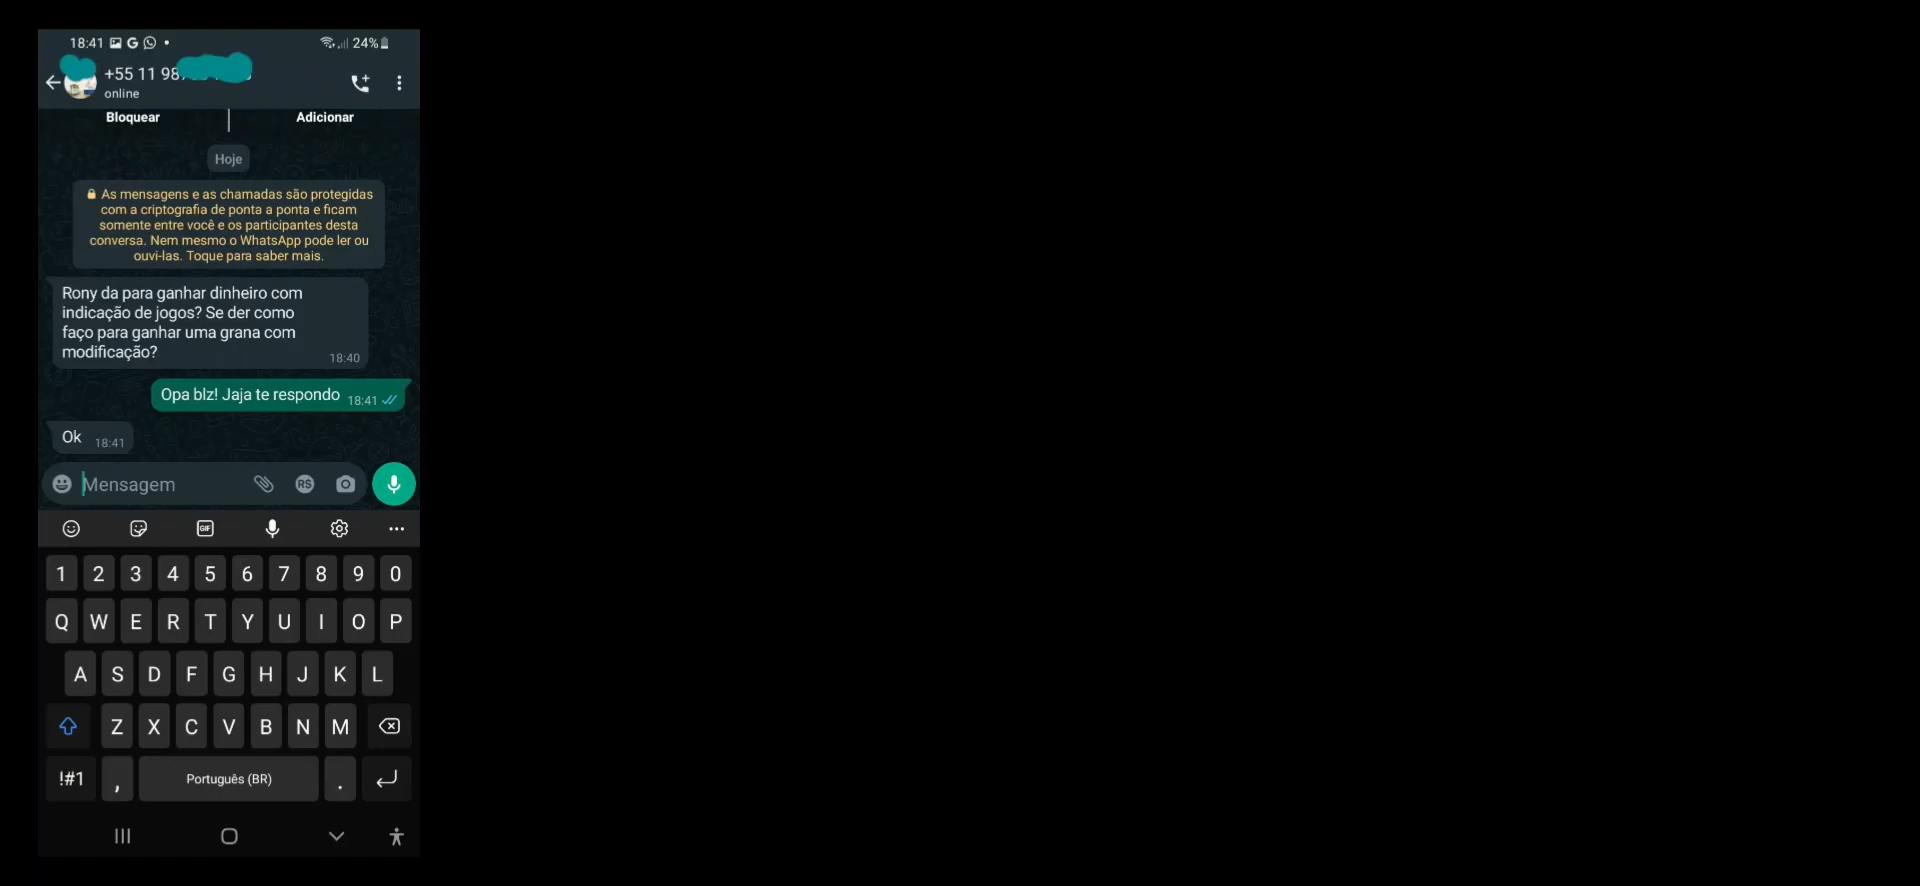 18:41 G
24%
+55 11 98
online
Bloquear Adicionar
Hoje
As mensagens e as chamadas são protegidas
com a criptografia de ponta a ponta e ficam
somente entre você e os participantes desta
conversa. Nem mesmo o WhatsApp pode ler ou
ouvi-las. Toque para saber mais.
Rony da para ganhar dinheiro com
indicação de jogos? Se der como
faço para ganhar uma grana com
modificação?
18:40
Opa blz! Jaja te respondo 18:41
Ok 18:41
Mensagem R$
GIF
1 2 3 4 5 6 7 8 9 0
Q W E R T Y U I O P
A S D F G H J K L
Z X C V B N M
!#1 , Português (BR) .